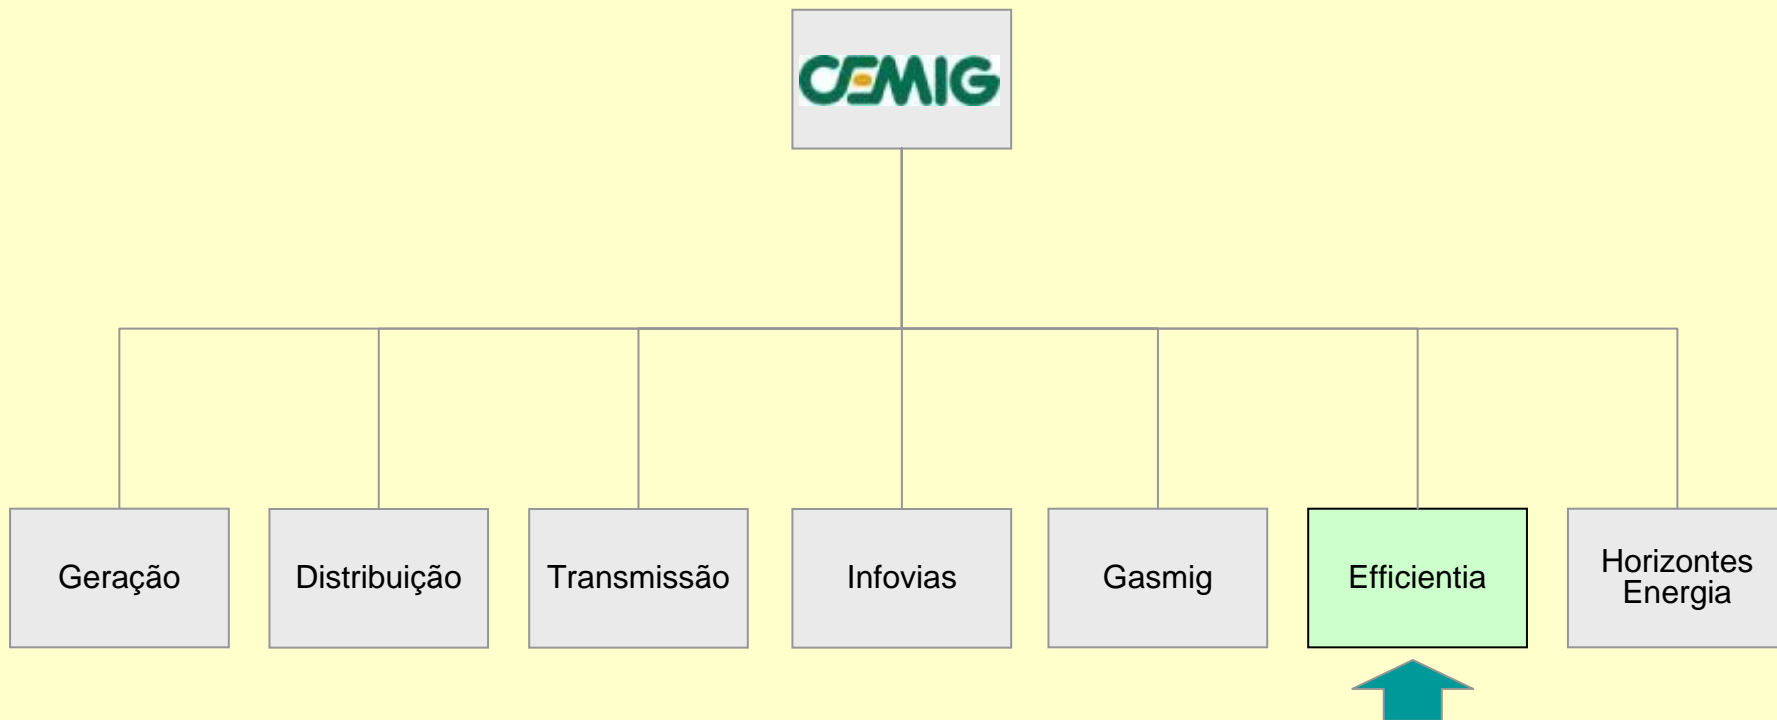 CEMIG
Geração
Distribuição
Transmissão
Infovias
Gasmig
Efficientia
Horizontes
Energia